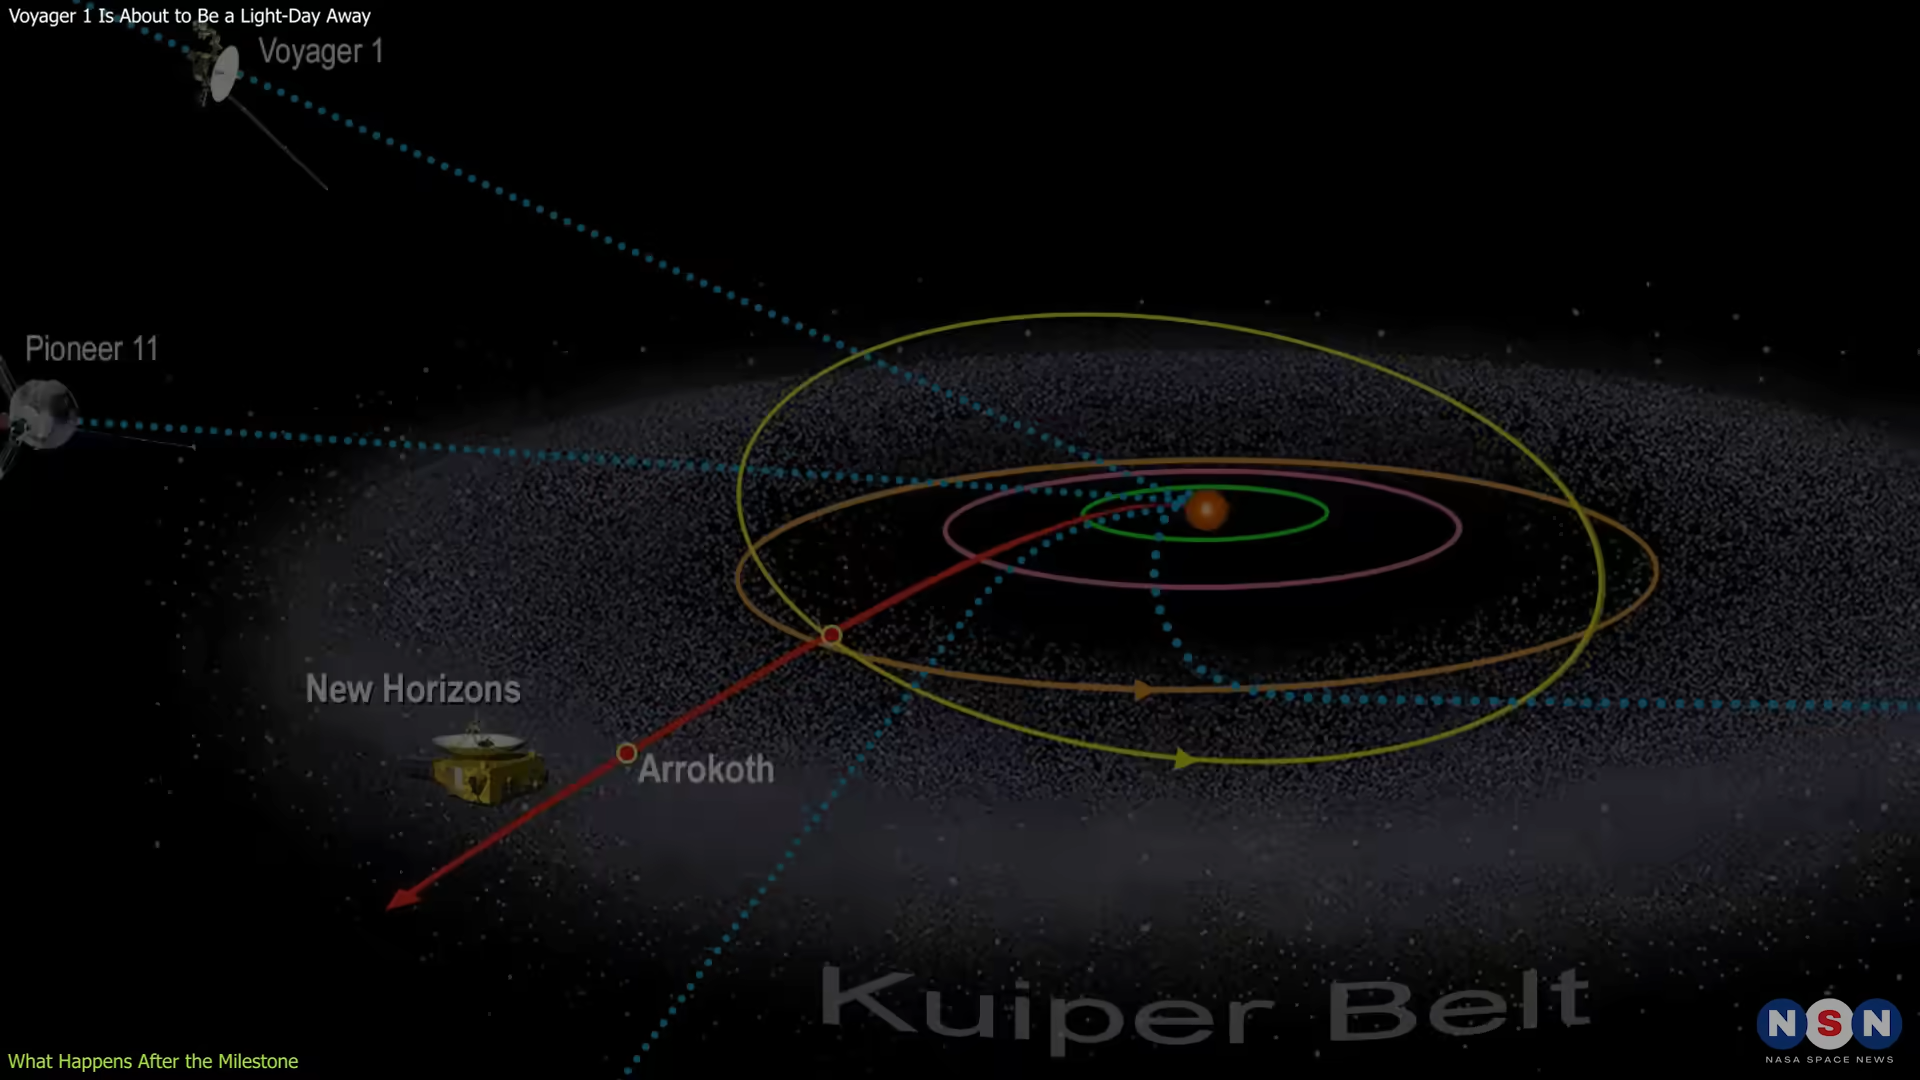 Voyager 1 Is About to Be a Light-Day Away
Voyager 1
Pioneer 11
New Horizons
Arrokoth
Kuiper Belt
NSN
NASA SPACE NEWS
What Happens After the Milestone